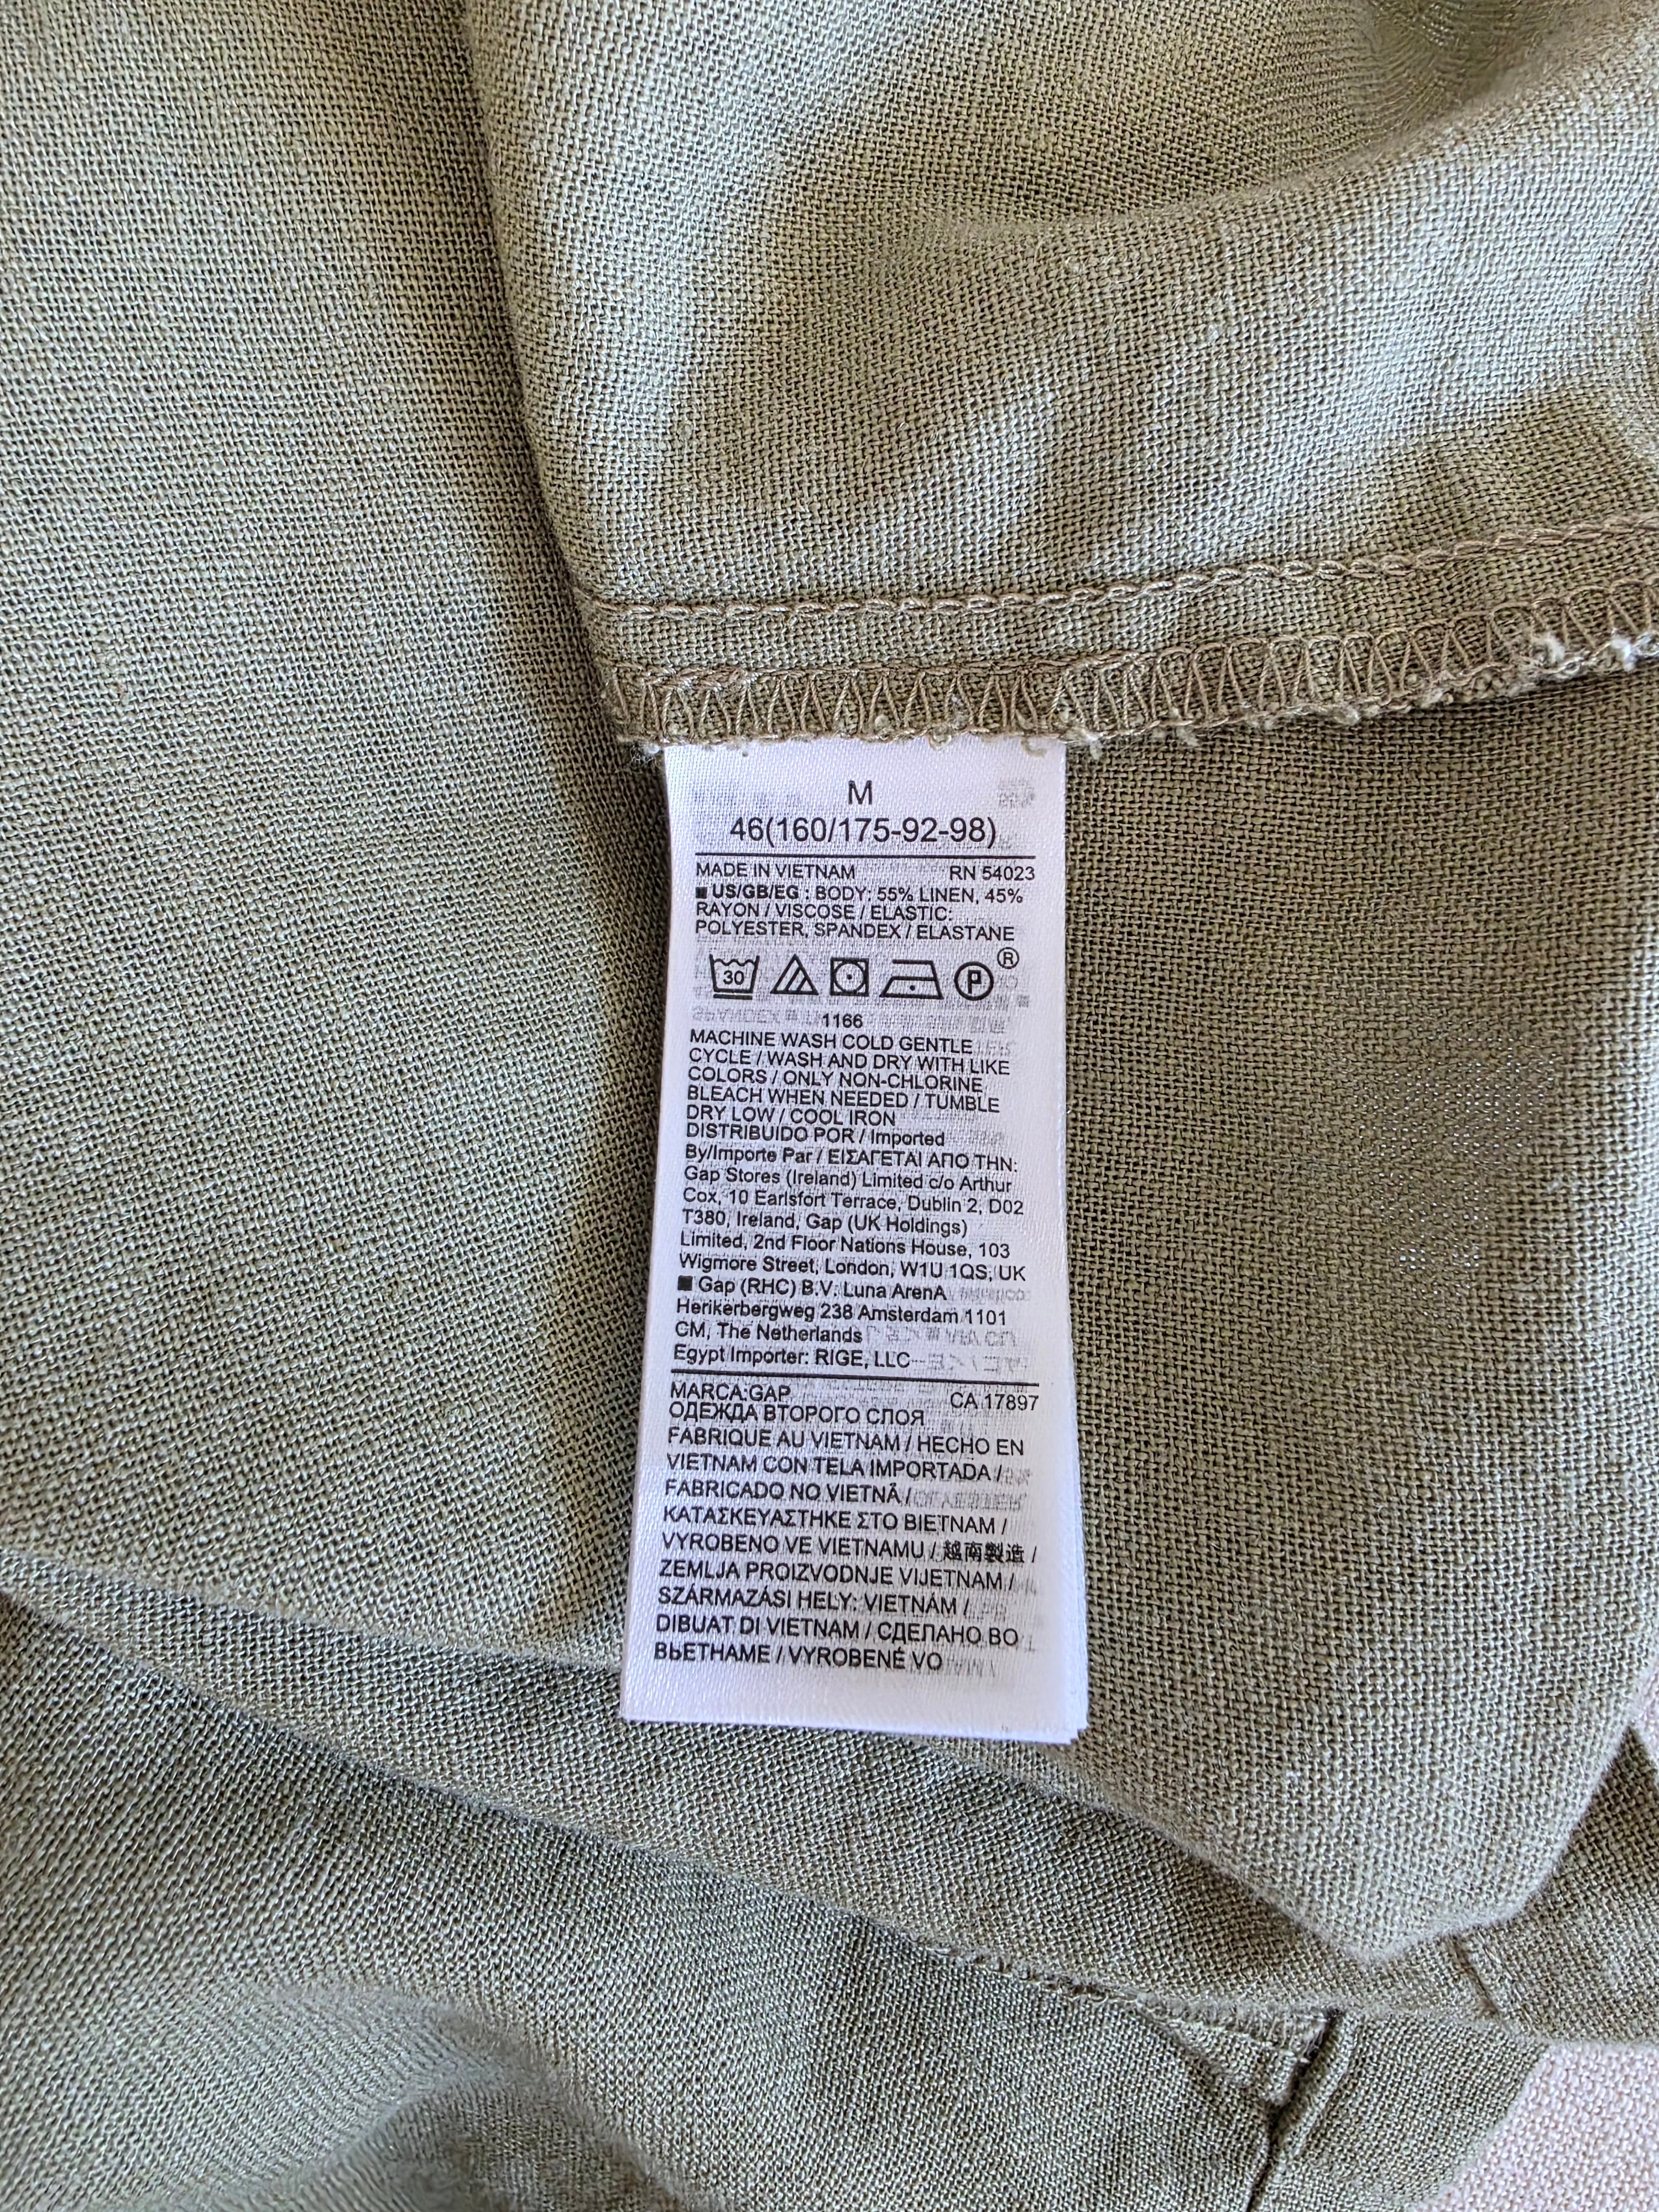 M
46(160/175-92-98)
MADE IN VIETNAM RN 54023
■ US/GB/EG : BODY: 55% LINEN, 45%
RAYON / VISCOSE / ELASTIC:
POLYESTER, SPANDEX / ELASTANE
30 P ®
1166
MACHINE WASH COLD GENTLE
CYCLE / WASH AND DRY WITH LIKE
COLORS / ONLY NON-CHLORINE
BLEACH WHEN NEEDED / TUMBLE
DRY LOW / COOL IRON
DISTRIBUIDO POR / Imported
By/Importe Par / ΕΙΣΑΓΕΤΑΙ ΑΠΟ ΤΗΝ:
Gap Stores (Ireland) Limited c/o Arthur
Cox, 10 Earlsfort Terrace, Dublin 2, D02
T380, Ireland, Gap (UK Holdings)
Limited, 2nd Floor Nations House, 103
Wigmore Street, London, W1U 1QS, UK
■ Gap (RHC) B.V. Luna ArenA
Herikerbergweg 238 Amsterdam 1101
CM, The Netherlands
Egypt Importer: RIGE, LLC
MARCA:GAP CA 17897
ОДЕЖДА ВТОРОГО СЛОЯ
FABRIQUE AU VIETNAM / HECHO EN
VIETNAM CON TELA IMPORTADA /
FABRICADO NO VIETNÃ /
ΚΑΤΑΣΚΕΥΑΣΤΗΚΕ ΣΤΟ ΒΙΕΤΝΑΜ /
VYROBENO VE VIETNAMU / 越南製造 /
ZEMLJA PROIZVODNJE VIJETNAM /
SZÁRMAZÁSI HELY: VIETNÁM /
DIBUAT DI VIETNAM / СДЕЛАНО ВО
ВЬЕТНАМЕ / VYROBENÉ VO